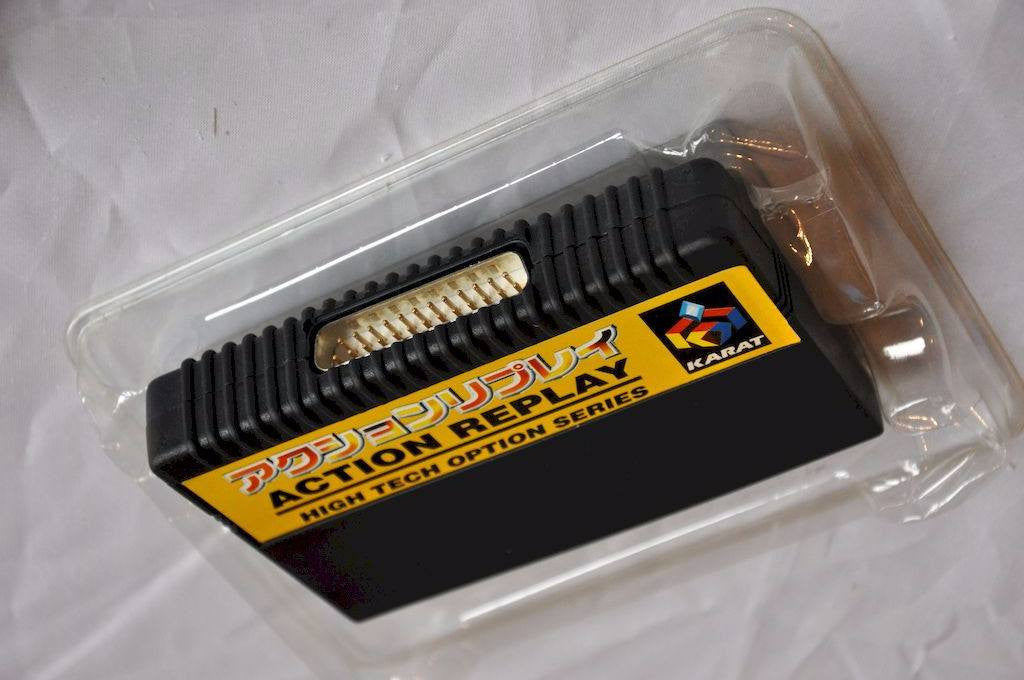 アクションリプレイ
ACTION REPLAY
HIGH TECH OPTION SERIES
KARAT